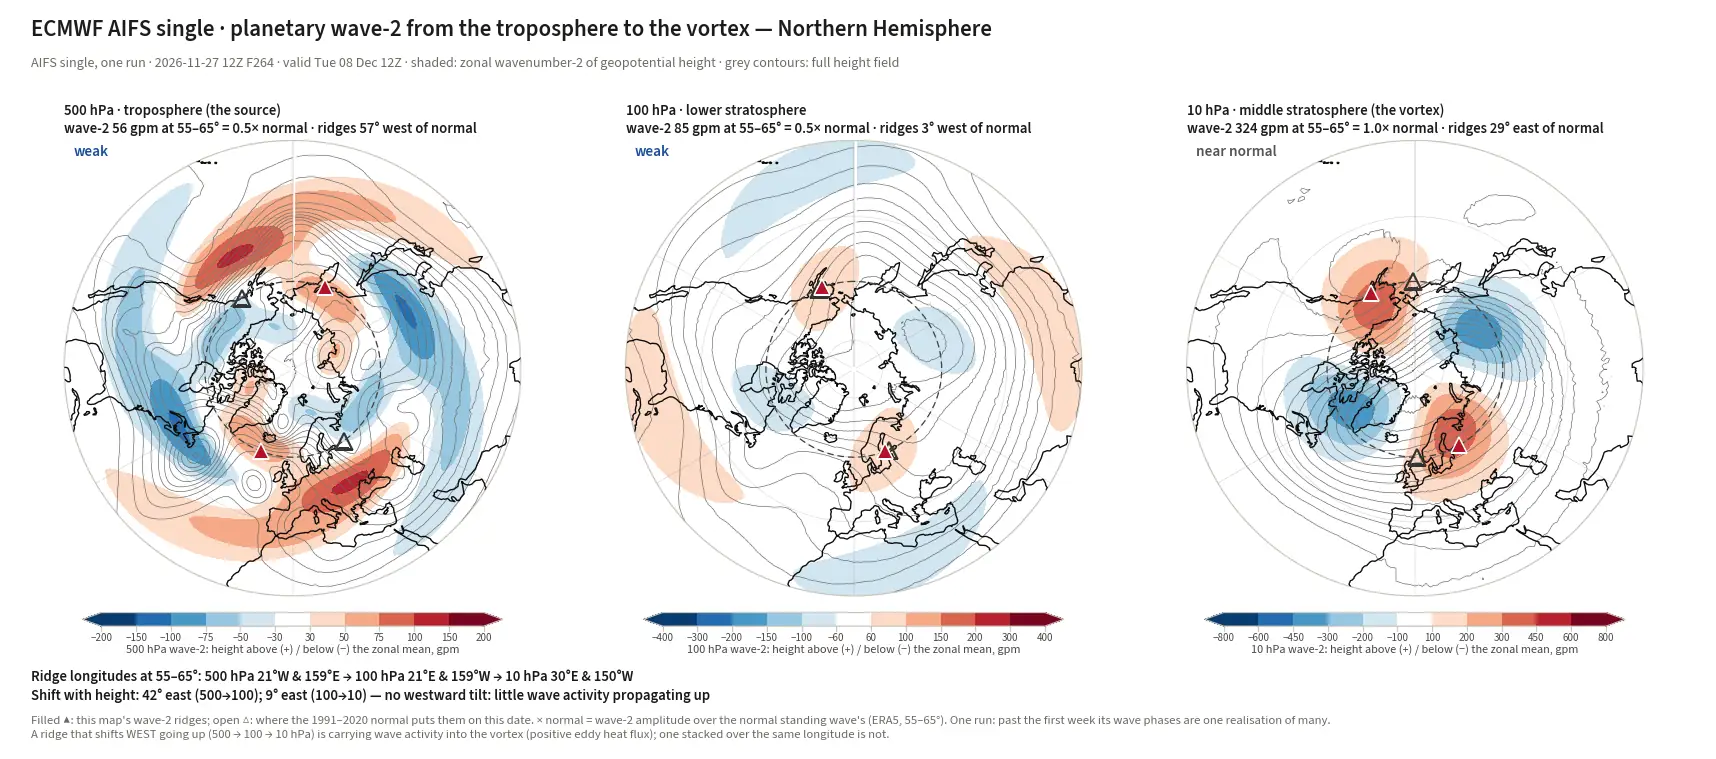 ECMWF AIFS single · planetary wave-2 from the troposphere to the vortex — Northern Hemisphere
AIFS single, one run · 2026-11-27 12Z F264 · valid Tue 08 Dec 12Z · shaded: zonal wavenumber-2 of geopotential height · grey contours: full height field
500 hPa · troposphere (the source)
wave-2 56 gpm at 55–65° = 0.5× normal · ridges 57° west of normal
weak
100 hPa · lower stratosphere
wave-2 85 gpm at 55–65° = 0.5× normal · ridges 3° west of normal
weak
10 hPa · middle stratosphere (the vortex)
wave-2 324 gpm at 55–65° = 1.0× normal · ridges 29° east of normal
near normal
−200 −150 −100 −75 −50 −30 30 50 75 100 150 200
500 hPa wave-2: height above (+) / below (−) the zonal mean, gpm
−400 −300 −200 −150 −100 −60 60 100 150 200 300 400
100 hPa wave-2: height above (+) / below (−) the zonal mean, gpm
−800 −600 −450 −300 −200 −100 100 200 300 450 600 800
10 hPa wave-2: height above (+) / below (−) the zonal mean, gpm
Ridge longitudes at 55–65°: 500 hPa 21°W & 159°E → 100 hPa 21°E & 159°W → 10 hPa 30°E & 150°W
Shift with height: 42° east (500→100); 9° east (100→10) — no westward tilt: little wave activity propagating up
Filled ▲: this map's wave-2 ridges; open △: where the 1991–2020 normal puts them on this date. × normal = wave-2 amplitude over the normal standing wave's (ERA5, 55–65°). One run: past the first week its wave phases are one realisation of many.
A ridge that shifts WEST going up (500 → 100 → 10 hPa) is carrying wave activity into the vortex (positive eddy heat flux); one stacked over the same longitude is not.